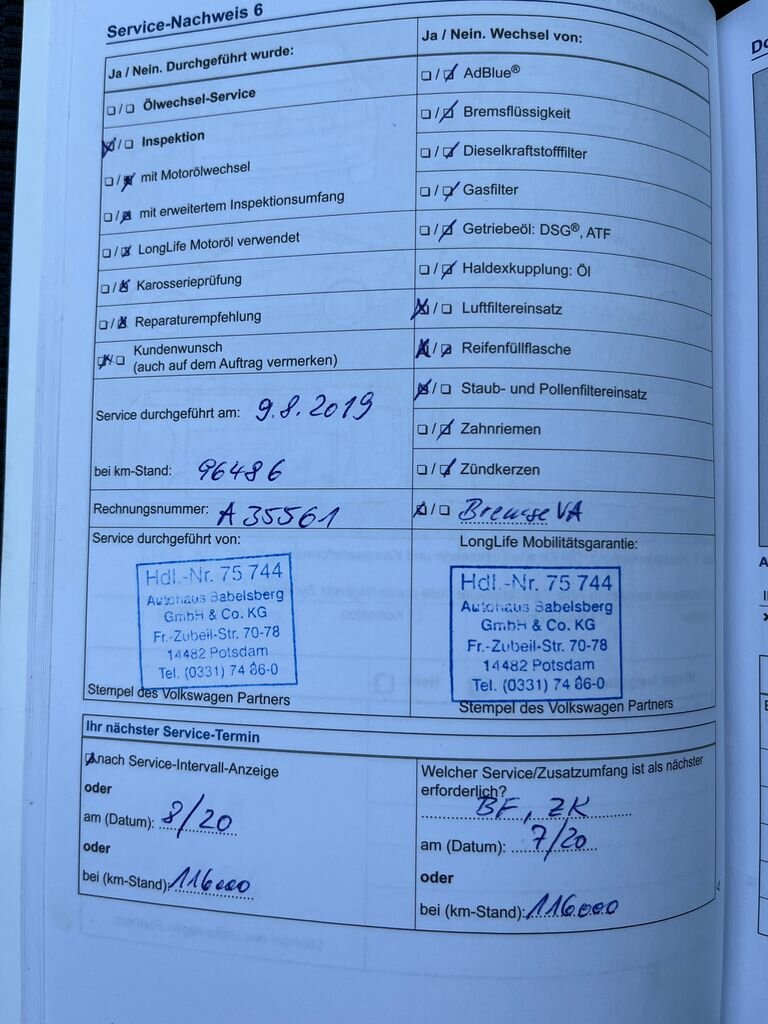 Service-Nachweis 6
Ja / Nein. Durchgeführt wurde:
/ Ölwechsel-Service
/ Inspektion
/ mit Motorölwechsel
/ mit erweitertem Inspektionsumfang
/ LongLife Motoröl verwendet
/ Karosserieprüfung
/ Reparaturempfehlung
/ Kundenwunsch
(auch auf dem Auftrag vermerken)
Service durchgeführt am: 9.8.2019
bei km-Stand: 96486
Rechnungsnummer: A 35561
Service durchgeführt von:
Hdl.-Nr. 75 744
Autohaus Babelsberg
GmbH & Co. KG
Fr.-Zubeil-Str. 70-78
14482 Potsdam
Tel. (0331) 74 86-0
Stempel des Volkswagen Partners
Ja / Nein. Wechsel von:
/ AdBlue®
/ Bremsflüssigkeit
/ Dieselkraftstofffilter
/ Gasfilter
/ Getriebeöl: DSG®, ATF
/ Haldexkupplung: Öl
/ Luftfiltereinsatz
/ Reifenfüllflasche
/ Staub- und Pollenfiltereinsatz
/ Zahnriemen
/ Zündkerzen
/ Bremse VA
LongLife Mobilitätsgarantie:
Hdl.-Nr. 75 744
Autohaus Babelsberg
GmbH & Co. KG
Fr.-Zubeil-Str. 70-78
14482 Potsdam
Tel. (0331) 74 86-0
Stempel des Volkswagen Partners
Ihr nächster Service-Termin
nach Service-Intervall-Anzeige
oder
am (Datum): 8/20
oder
bei (km-Stand): 116000
Welcher Service/Zusatzumfang ist als nächster
erforderlich?
BF, ZK
am (Datum): 7/20
oder
bei (km-Stand): 116000